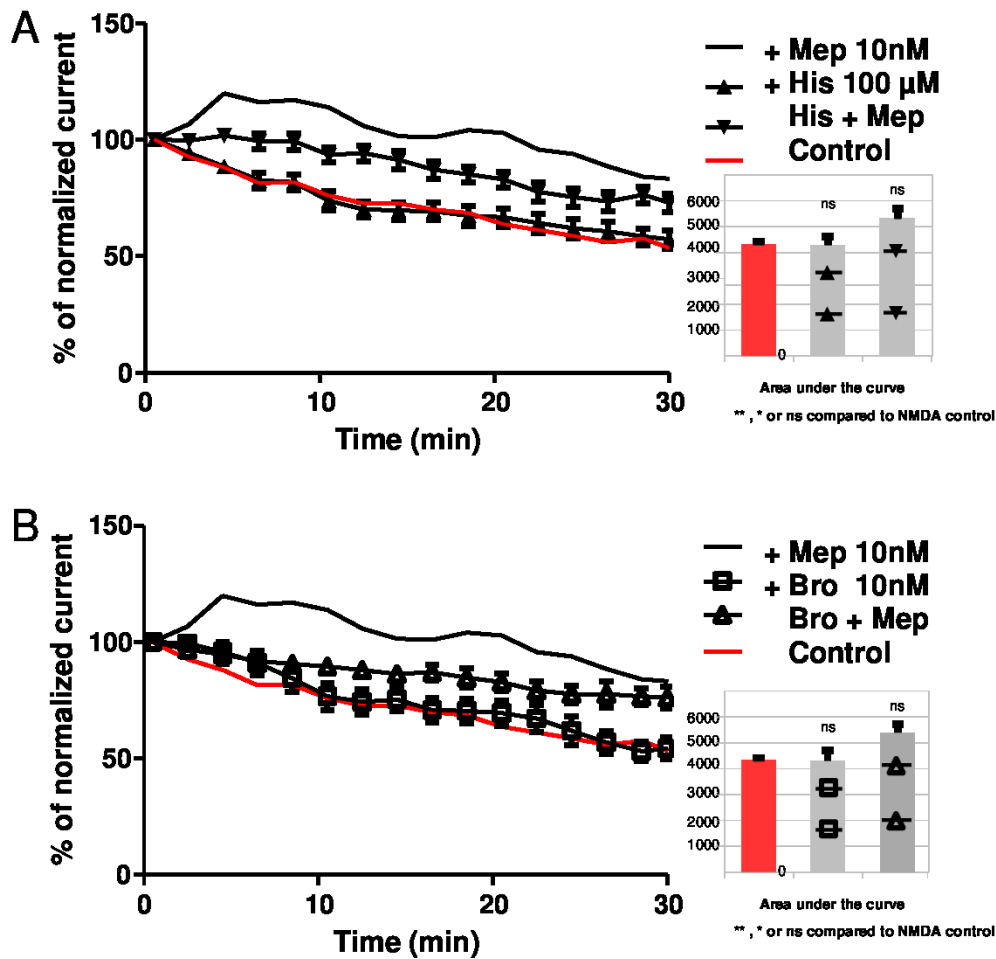 A
150
100
50
0
% of normalized current
0 10 20 30
Time (min)
+ Mep 10nM
+ His 100 µM
His + Mep
Control
6000
5000
4000
3000
2000
1000
0
ns
ns
Area under the curve
** , * or ns compared to NMDA control
B
150
100
50
0
% of normalized current
0 10 20 30
Time (min)
+ Mep 10nM
+ Bro 10nM
Bro + Mep
Control
6000
5000
4000
3000
2000
1000
0
ns
ns
Area under the curve
** , * or ns compared to NMDA control